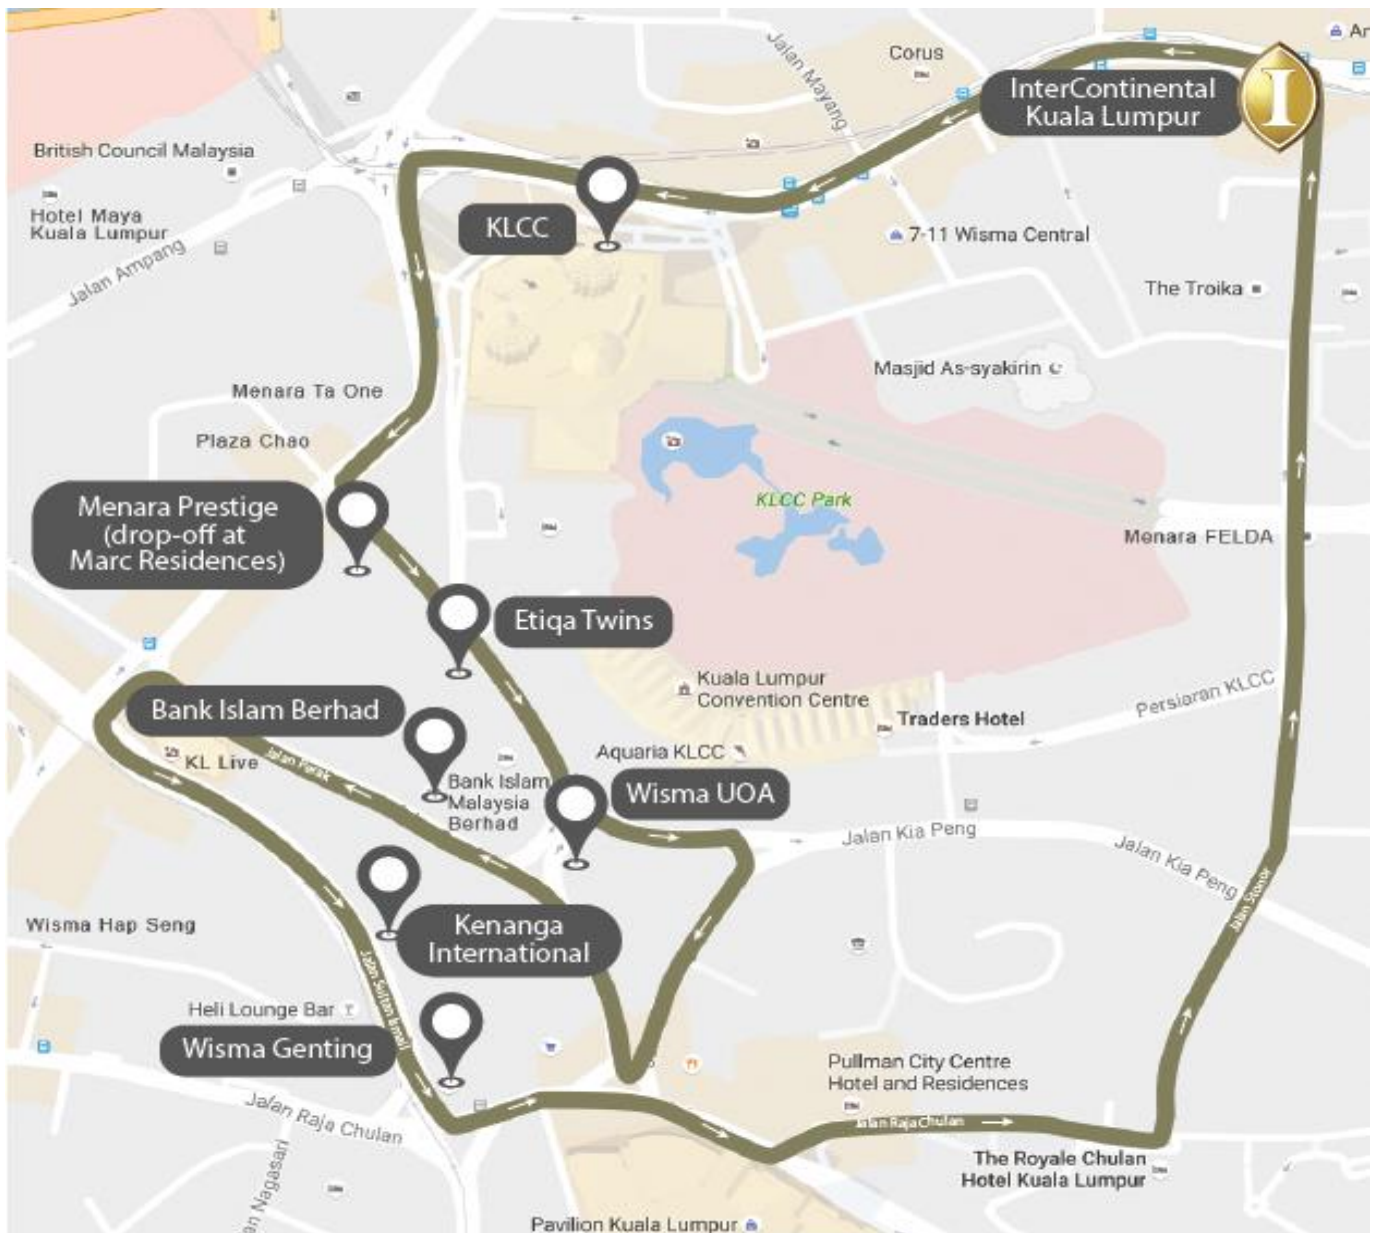 Ar
Corus
Jalan Mayang
InterContinental
Kuala Lumpur
I
British Council Malaysia
Hotel Maya
Kuala Lumpur
Jalan Ampang
KLCC
7-11 Wisma Central
The Troika
Masjid As-syakirin
Menara Ta One
Plaza Chao
KLCC Park
Menara Prestige
(drop-off at
Marc Residences)
Menara FELDA
Etiqa Twins
Kuala Lumpur
Convention Centre
Persiaran KLCC
Traders Hotel
Bank Islam Berhad
KL Live
Jalan Perak
Bank Islam
Malaysia
Berhad
Aquaria KLCC
Wisma UOA
Jalan Kia Peng
Jalan Kia Peng
Jalan Stonor
Wisma Hap Seng
Kenanga
International
Jalan Sultan Ismail
Heli Lounge Bar
Wisma Genting
Pullman City Centre
Hotel and Residences
Jalan Raja Chulan
Jalan Raja Chulan
The Royale Chulan
Hotel Kuala Lumpur
an Nagasari
Pavilion Kuala Lumpur